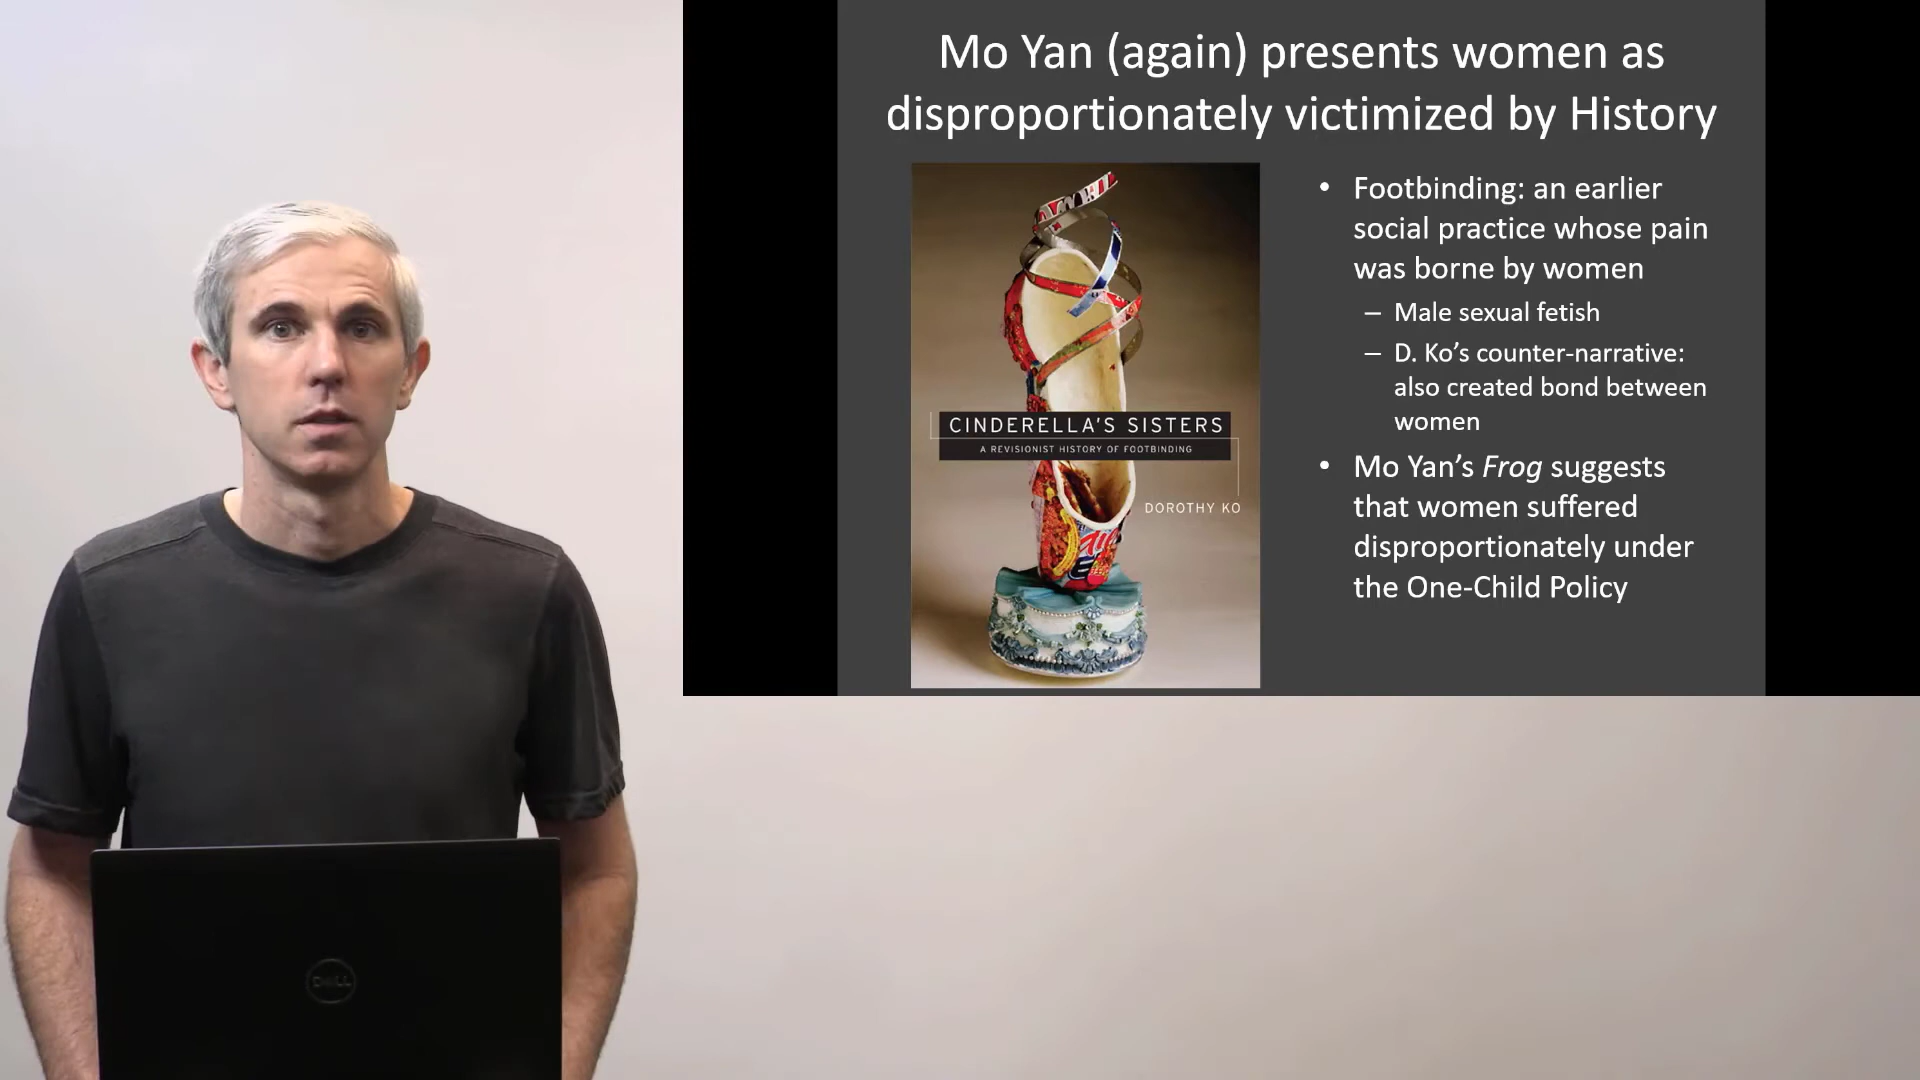 Mo Yan (again) presents women as
disproportionately victimized by History
• Footbinding: an earlier
social practice whose pain
was borne by women
– Male sexual fetish
– D. Ko’s counter-narrative:
also created bond between
women
• Mo Yan’s Frog suggests
that women suffered
disproportionately under
the One-Child Policy
CINDERELLA'S SISTERS
A REVISIONIST HISTORY OF FOOTBINDING
DOROTHY KO
DELL